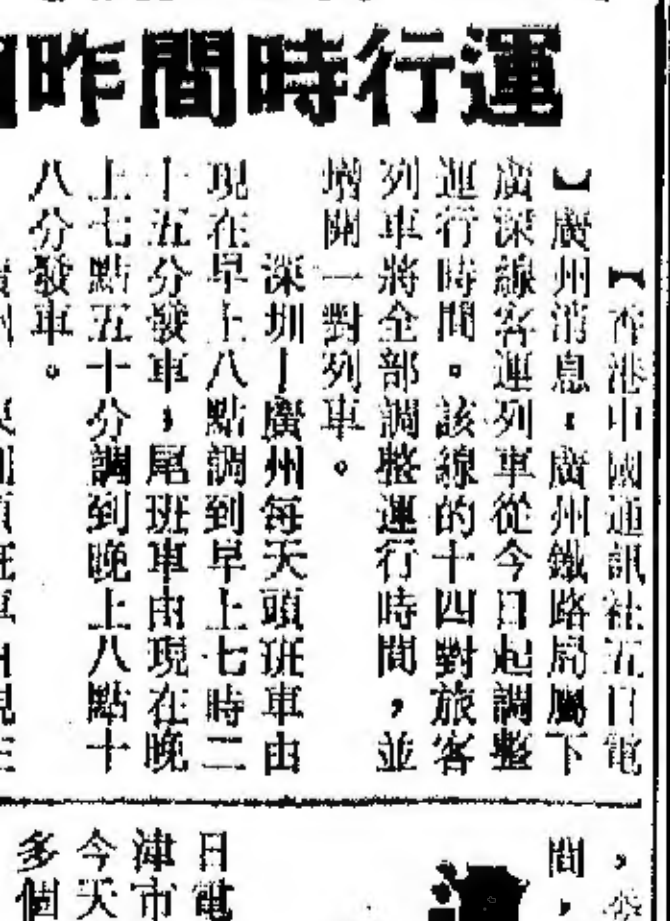 運行時間昨
【香港中國通訊社五日電
】廣州消息：廣州鐵路局屬下
廣深線客運列車從今日起調整
運行時間。該線的十四對旅客
列車將全部調整運行時間，並
增開一對列車。
深圳—廣州每天頭班車由
現在早上八點調到早上七時二
十五分發車，尾班車由現在晚
上七點五十分調到晚上八點十
八分發車。
，
間，
日電
津市
今天
多個